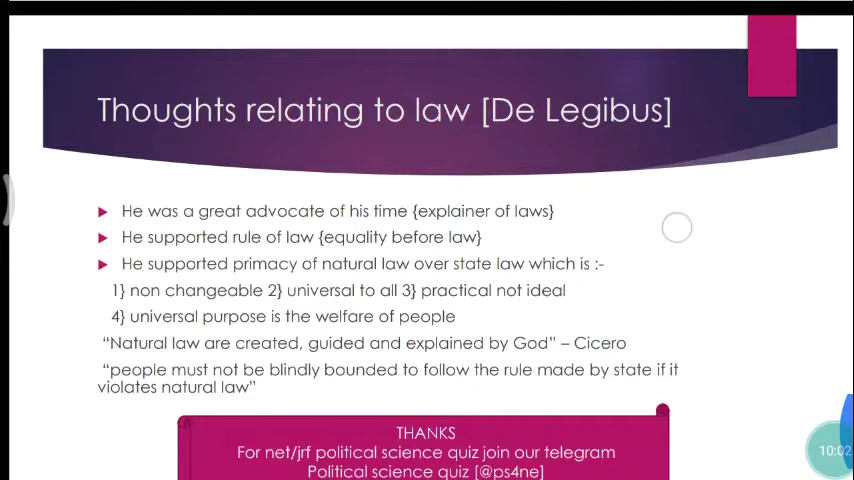 Thoughts relating to law [De Legibus]
He was a great advocate of his time {explainer of laws}
He supported rule of law {equality before law}
He supported primacy of natural law over state law which is :-
1} non changeable 2} universal to all 3} practical not ideal
4} universal purpose is the welfare of people
“Natural law are created, guided and explained by God” – Cicero
“people must not be blindly bounded to follow the rule made by state if it
violates natural law”
THANKS
For net/jrf political science quiz join our telegram
Political science quiz [@ps4ne]
10:02